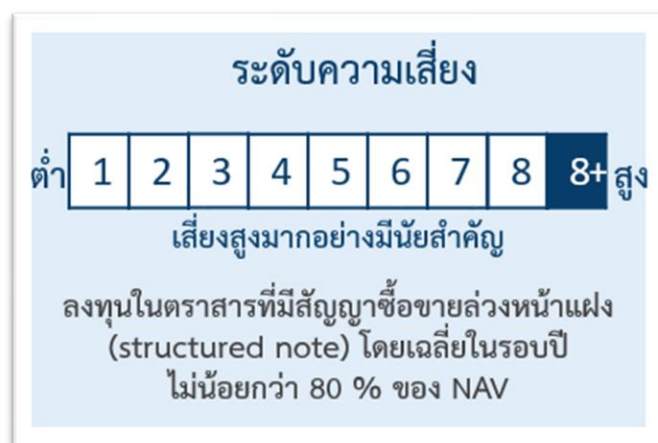 ระดับความเสี่ยง
ต่ำ 1 2 3 4 5 6 7 8 8+ สูง
เสี่ยงสูงมากอย่างมีนัยสำคัญ
ลงทุนในตราสารที่มีสัญญาซื้อขายล่วงหน้าแฝง
(structured note) โดยเฉลี่ยในรอบปี
ไม่น้อยกว่า 80 % ของ NAV